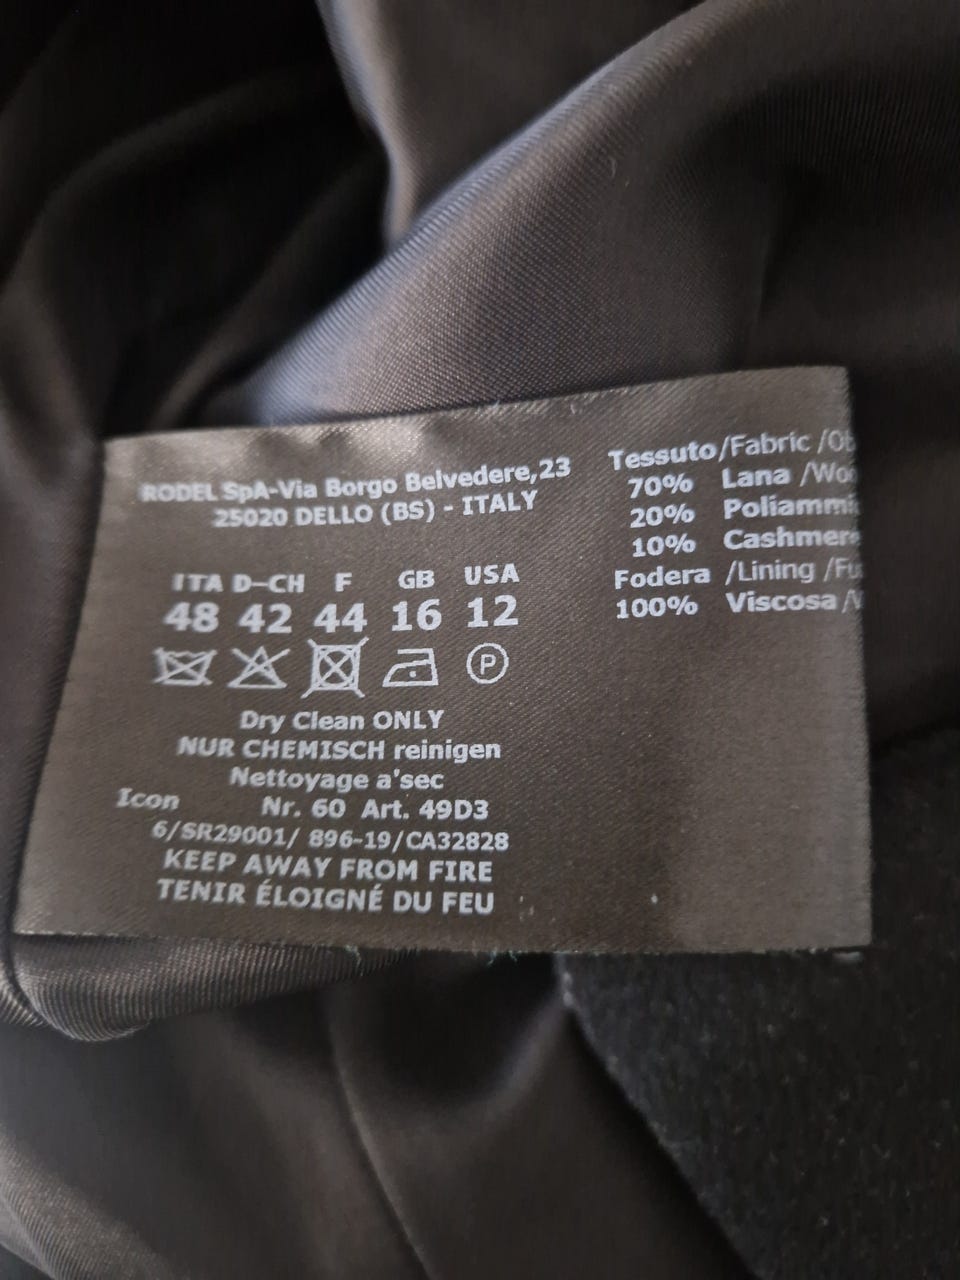 RODEL SpA-Via Borgo Belvedere,23
25020 DELLO (BS) - ITALY
ITA D-CH F GB USA
48 42 44 16 12
P
Dry Clean ONLY
NUR CHEMISCH reinigen
Nettoyage a'sec
Icon Nr. 60 Art. 49D3
6/SR29001/ 896-19/CA32828
KEEP AWAY FROM FIRE
TENIR ÉLOIGNÉ DU FEU
Tessuto/Fabric /
70% Lana /
20%
10%
Fodera /Lining /
100% Viscosa /